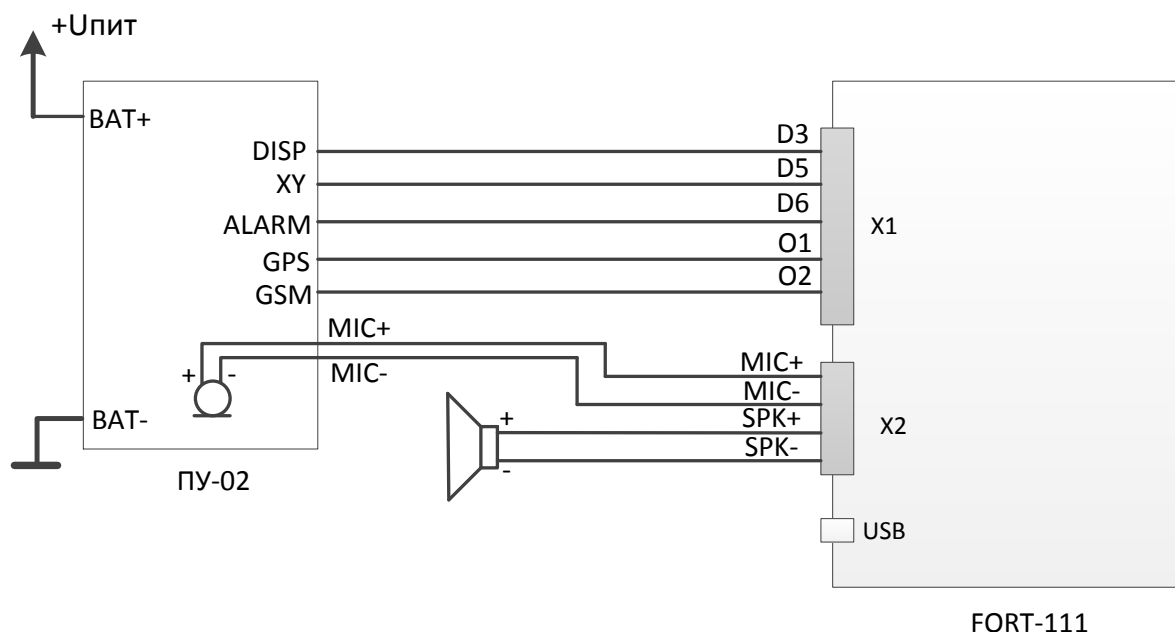 +Uпит
BAT+
DISP
XY
ALARM
GPS
GSM
D3
D5
D6
O1
O2
X1
MIC+
MIC-
+ -
BAT-
MIC+
MIC-
SPK+
SPK-
X2
+
-
ПУ-02
USB
FORT-111